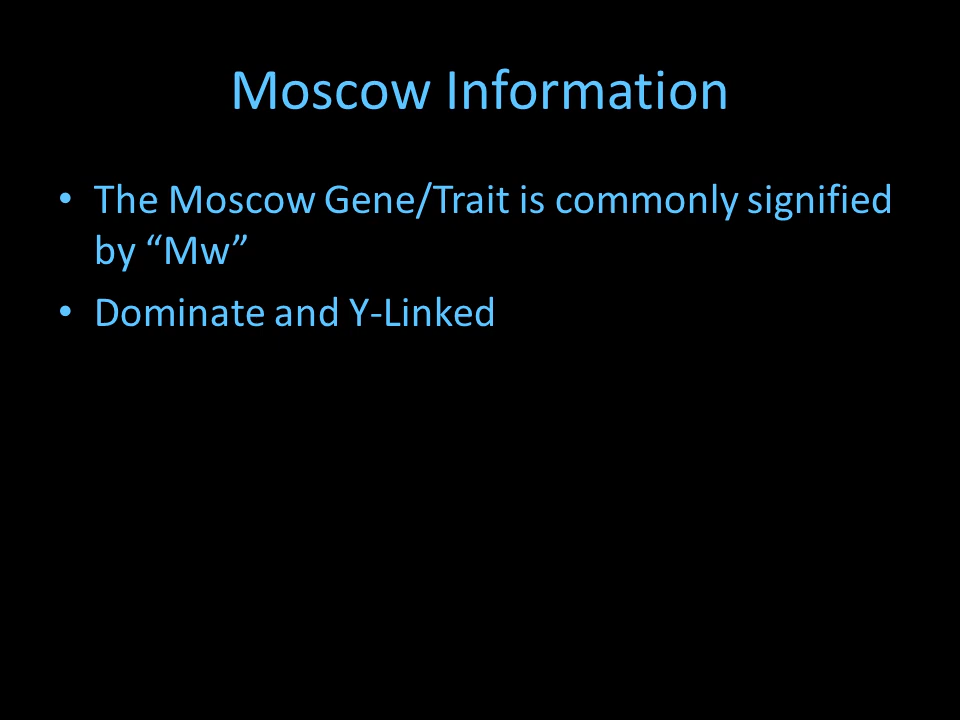 Moscow Information
• The Moscow Gene/Trait is commonly signified
by “Mw”
• Dominate and Y-Linked